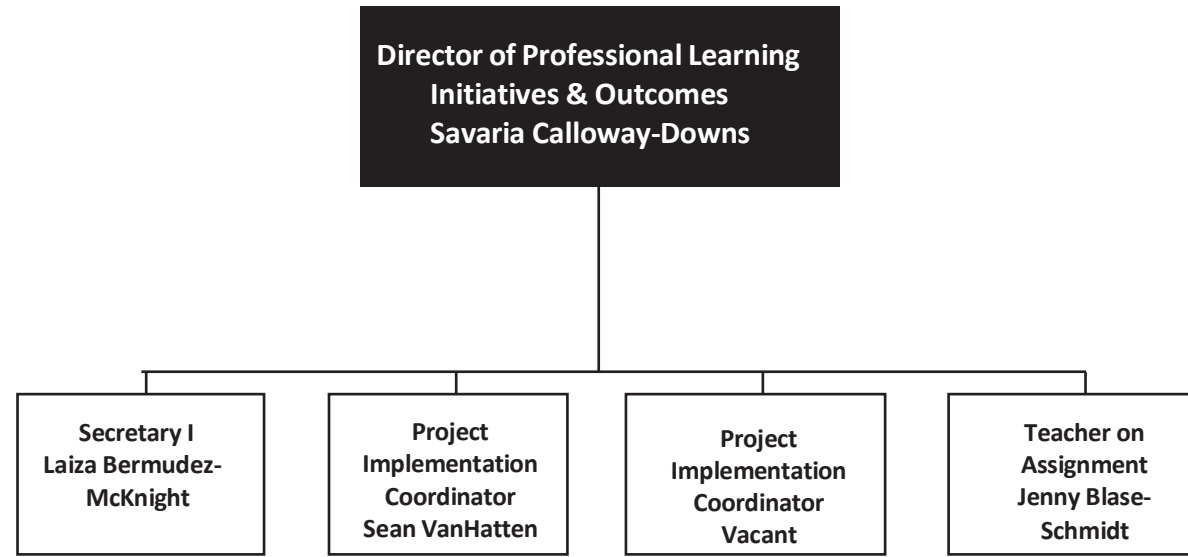 Director of Professional Learning
Initiatives & Outcomes
Savaria Calloway-Downs
Secretary I
Laiza Bermudez-
McKnight
Project
Implementation
Coordinator
Sean VanHatten
Project
Implementation
Coordinator
Vacant
Teacher on
Assignment
Jenny Blase-
Schmidt